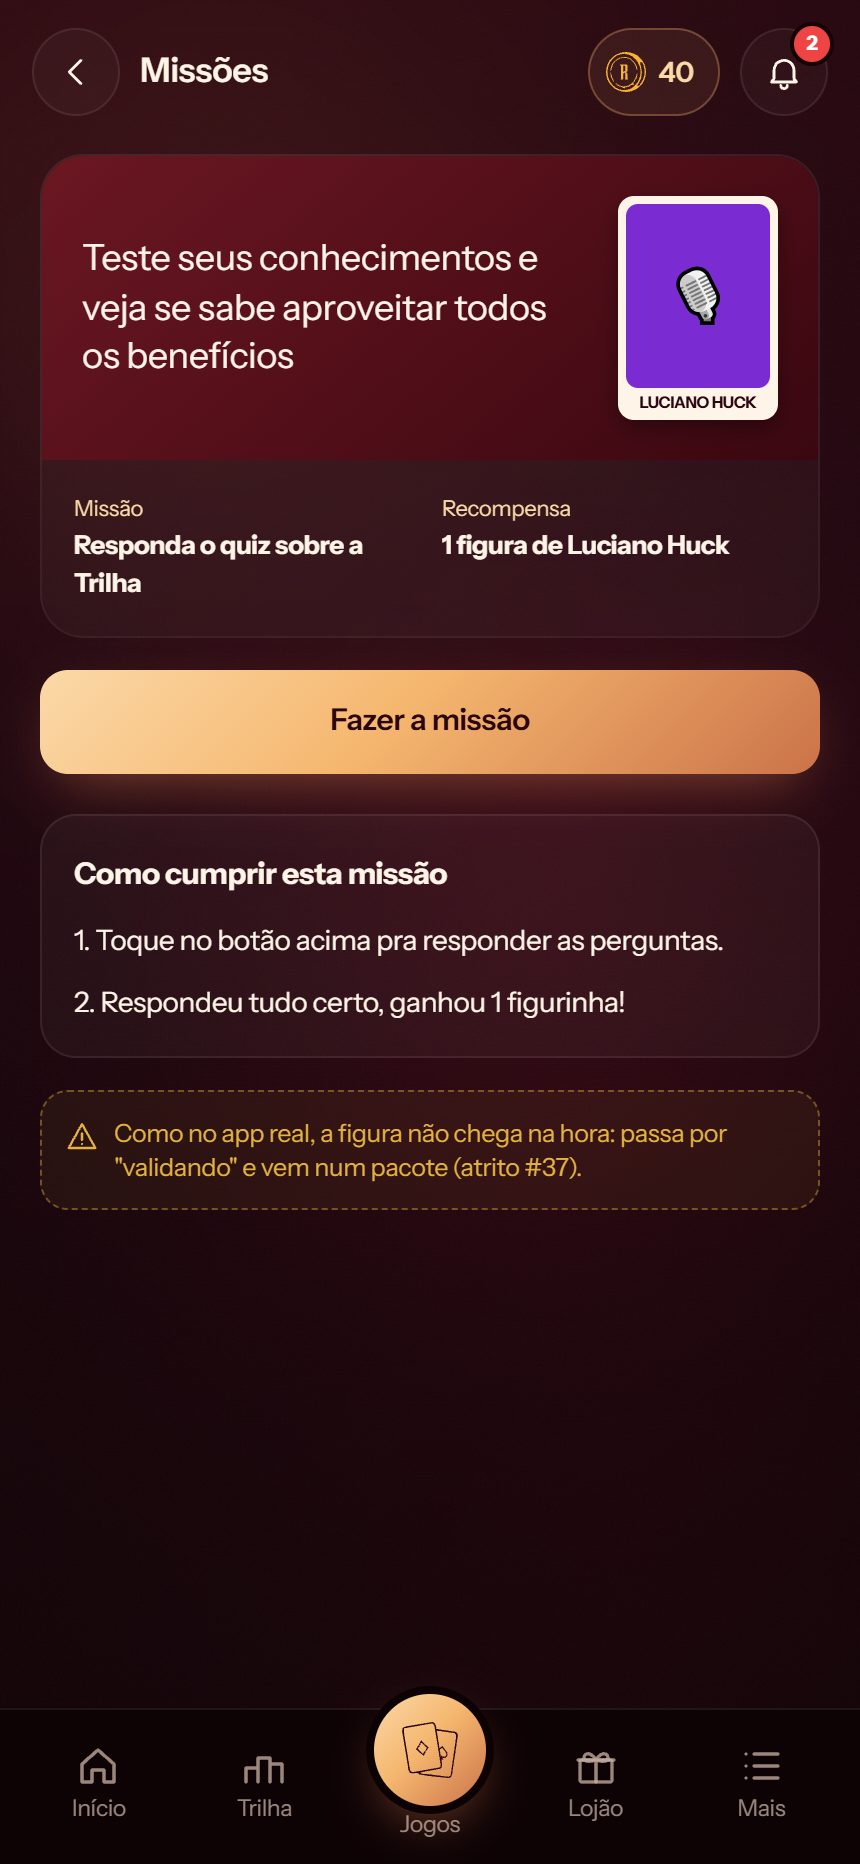 Missões
40
2
Teste seus conhecimentos e
veja se sabe aproveitar todos
os benefícios
LUCIANO HUCK
Missão
Responda o quiz sobre a
Trilha
Recompensa
1 figura de Luciano Huck
Fazer a missão
Como cumprir esta missão
1. Toque no botão acima pra responder as perguntas.
2. Respondeu tudo certo, ganhou 1 figurinha!
Como no app real, a figura não chega na hora: passa por
"validando" e vem num pacote (atrito #37).
Início
Trilha
Jogos
Lojão
Mais